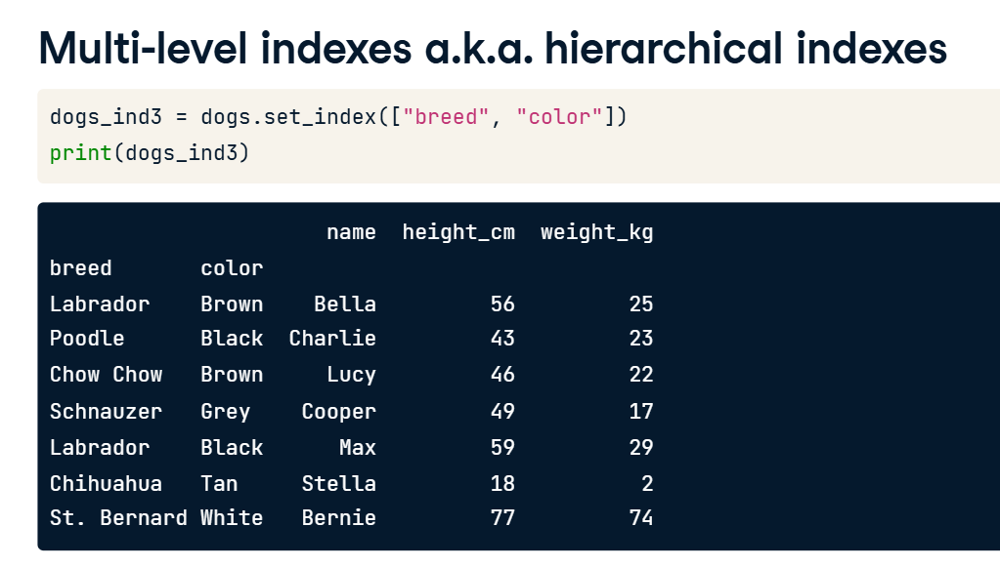 Multi-level indexes a.k.a. hierarchical indexes
dogs_ind3 = dogs.set_index(["breed", "color"])
print(dogs_ind3)
name height_cm weight_kg
breed color
Labrador Brown Bella 56 25
Poodle Black Charlie 43 23
Chow Chow Brown Lucy 46 22
Schnauzer Grey Cooper 49 17
Labrador Black Max 59 29
Chihuahua Tan Stella 18 2
St. Bernard White Bernie 77 74